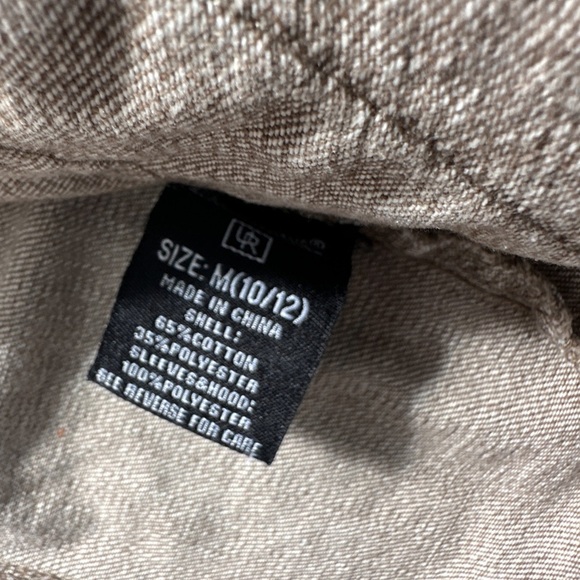 UR
SIZE: M(10/12)
MADE IN CHINA
SHELL:
65%COTTON
35%POLYESTER
SLEEVES&HOOD:
100%POLYESTER
SEE REVERSE FOR CARE